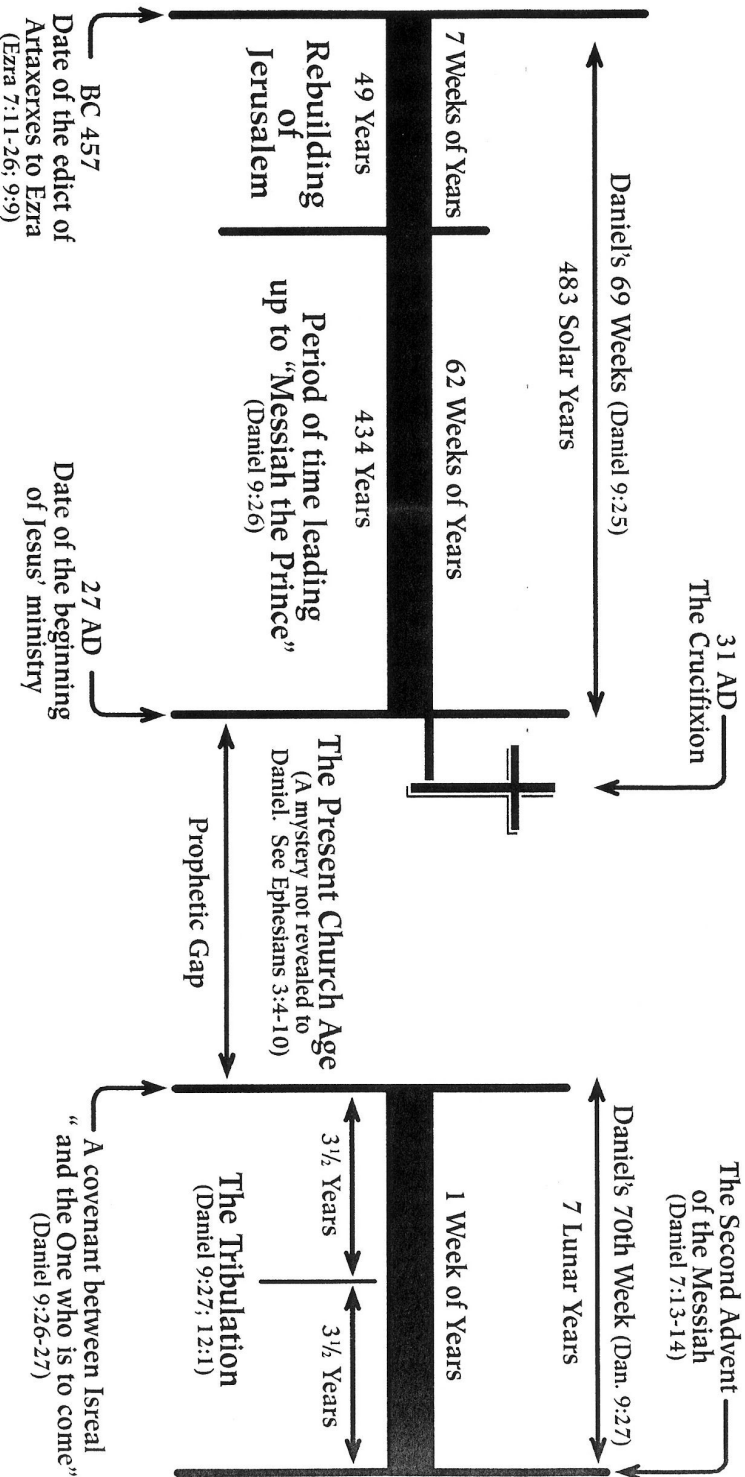 31 AD
The Crucifixion
The Second Advent
of the Messiah
(Daniel 7:13-14)
Daniel's 69 Weeks (Daniel 9:25)
483 Solar Years
Daniel's 70th Week (Dan. 9:27)
7 Lunar Years
7 Weeks of Years
62 Weeks of Years
1 Week of Years
49 Years
Rebuilding
of
Jerusalem
434 Years
Period of time leading
up to “Messiah the Prince”
(Daniel 9:26)
The Present Church Age
(A mystery not revealed to
Daniel. See Ephesians 3:4-10)
Prophetic Gap
3½ Years
3½ Years
The Tribulation
(Daniel 9:27; 12:1)
BC 457
Date of the edict of
Artaxerxes to Ezra
(Ezra 7:11-26; 9:9)
27 AD
Date of the beginning
of Jesus' ministry
A covenant between Isreal
“ and the One who is to come”
(Daniel 9:26-27)